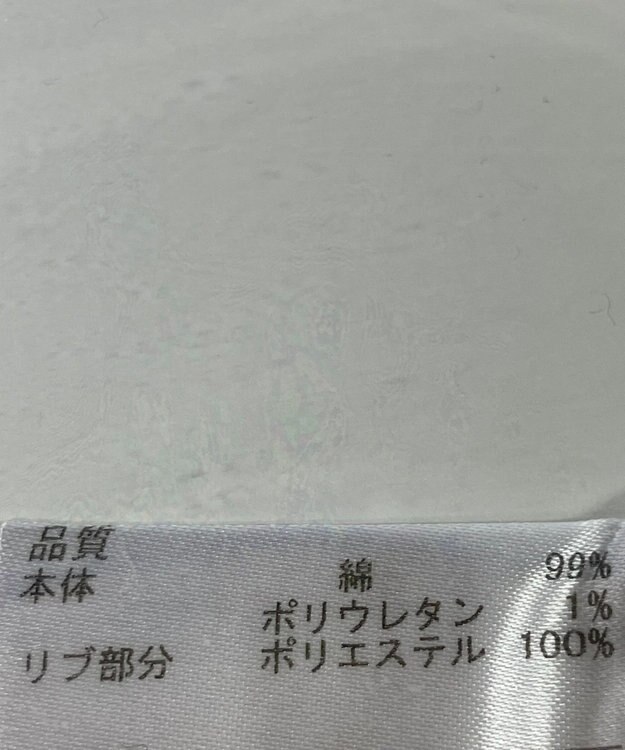 品質
本体 綿 99%
ポリウレタン 1%
リブ部分 ポリエステル 100%